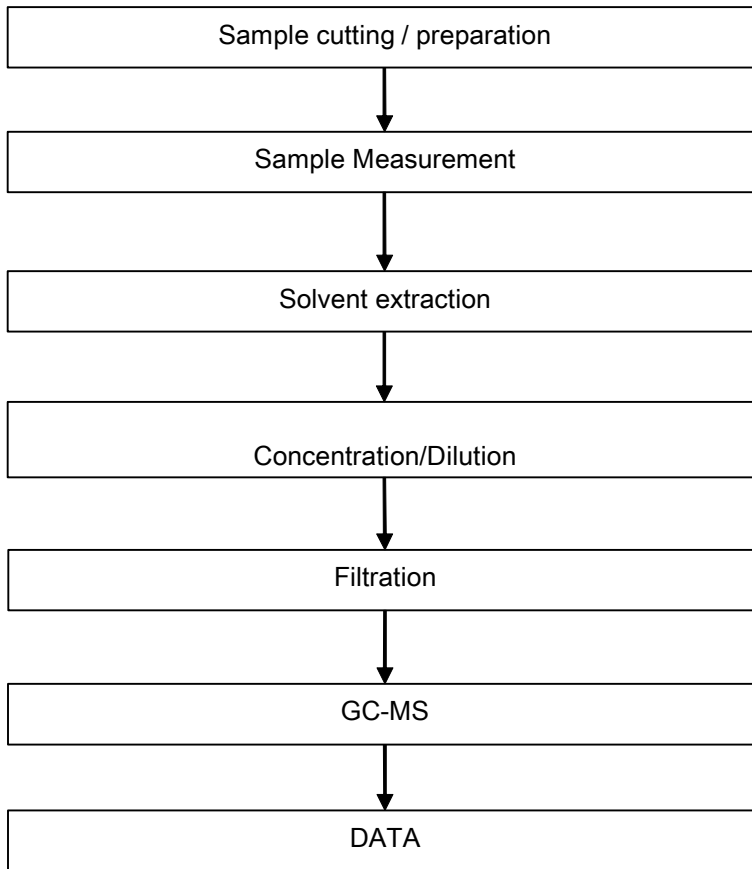 Sample cutting / preparation
Sample Measurement
Solvent extraction
Concentration/Dilution
Filtration
GC-MS
DATA